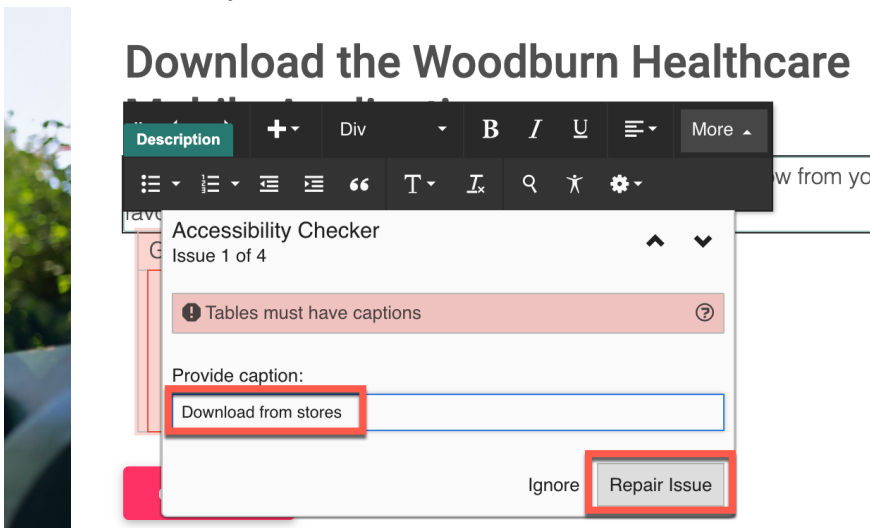 Download the Woodburn Healthcare
Description
Div
B I U
More
T
w from yo
Accessibility Checker
Issue 1 of 4
Tables must have captions
Provide caption:
Download from stores
Ignore
Repair Issue